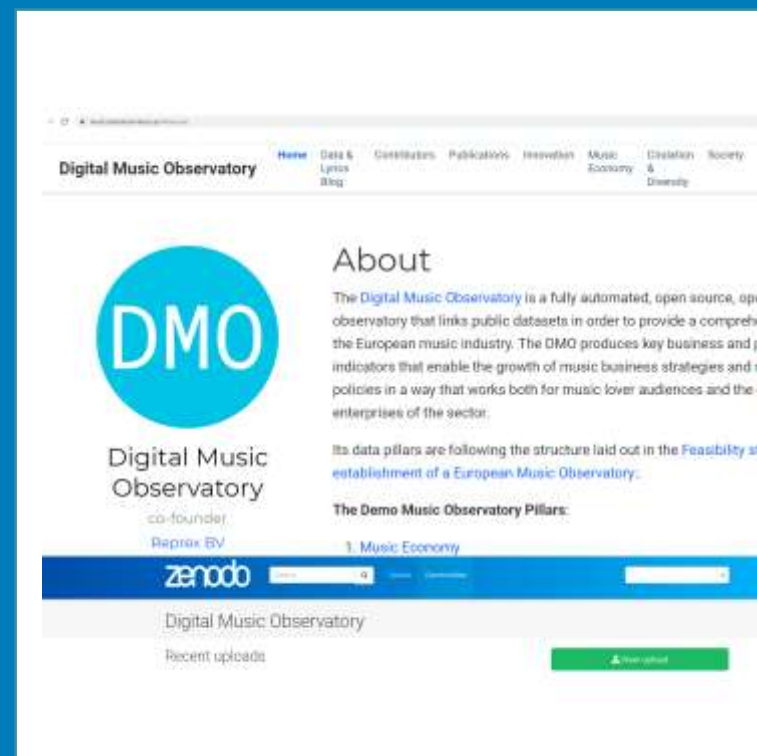 Digital Music Observatory
Home
Data & Lyrics Blog
Contributors
Publications
Innovation
Music Economy
Circulation & Diversity
Society
DMO
Digital Music
Observatory
co-founder
Reprex BV
About
The Digital Music Observatory is a fully automated, open source, op
observatory that links public datasets in order to provide a compreh
the European music industry. The DMO produces key business and p
indicators that enable the growth of music business strategies and
policies in a way that works both for music lover audiences and the
enterprises of the sector.
Its data pillars are following the structure laid out in the Feasibility s
establishment of a European Music Observatory.
The Demo Music Observatory Pillars:
1. Music Economy
zenodo
Digital Music Observatory
Recent uploads
New upload